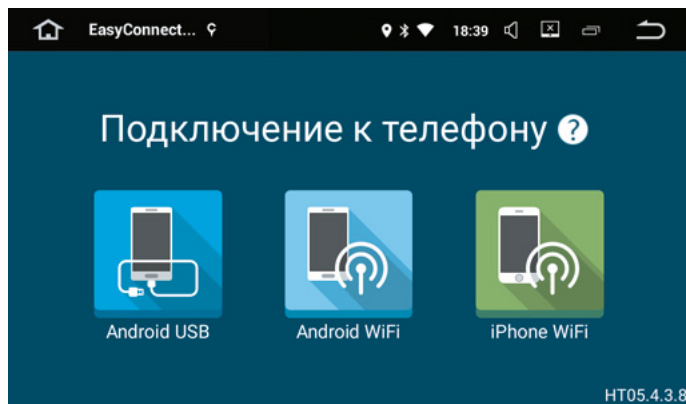 EasyConnect... 18:39
Подключение к телефону ?
Android USB Android WiFi iPhone WiFi
HT05.4.3.8